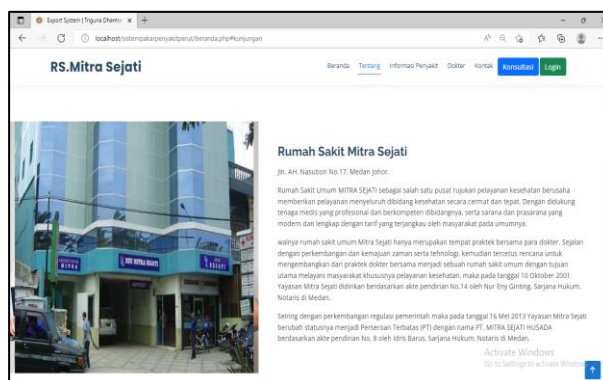 Expert System | Trigura Dharma
localhost/sistempakarpenyakitperut/beranda.php#kunjungan
RS.Mitra Sejati
Beranda Tentang Informasi Penyakit Dokter Kontak Konsultasi Login
Rumah Sakit Mitra Sejati
Jln. AH. Nasution No.17, Medan Johor.
Rumah Sakit Umum MITRA SEJATI sebagai salah satu pusat rujukan pelayanan kesehatan berusaha
memberikan pelayanan menyeluruh dibidang kesehatan secara cermat dan tepat. Dengan didukung
tenaga medis yang profesional dan berkompeten dibidangnya, serta sarana dan prasarana yang
modern dan lengkap dengan tarif yang terjangkau oleh masyarakat pada umumnya.
walnya rumah sakit umum Mitra Sejati hanya merupakan tempat praktek bersama para dokter. Sejalan
dengan perkembangan dan kemajuan zaman serta tehnologi, kemudian tercetus rencana untuk
mengembangkan dari praktek dokter bersama menjadi sebuah rumah sakit umum dengan tujuan
utama melayani masyarakat khususnya pelayanan kesehatan, maka pada tanggal 10 Oktober 2001
Yayasan Mitra Sejati didirikan berdasarkan akte pendirian No.14 oleh Nur Eny Ginting, Sarjana Hukum,
Notaris di Medan.
Seiring dengan perkembangan regulasi pemerintah maka pada tanggal 16 Mei 2013 Yayasan Mitra Sejati
berubah statusnya menjadi Perseroan Terbatas (PT) dengan nama PT. MITRA SEJATI HUSADA
berdasarkan akte pendirian No. 8 oleh Idris Barus, Sarjana Hukum, Notaris di Medan.
RSU MITRA SEJATI
Activate Windows
Go to Settings to activate Windows